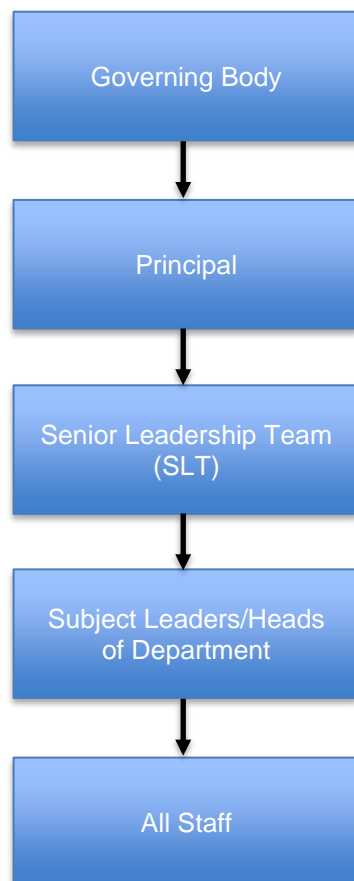 Governing Body
Principal
Senior Leadership Team
(SLT)
Subject Leaders/Heads
of Department
All Staff